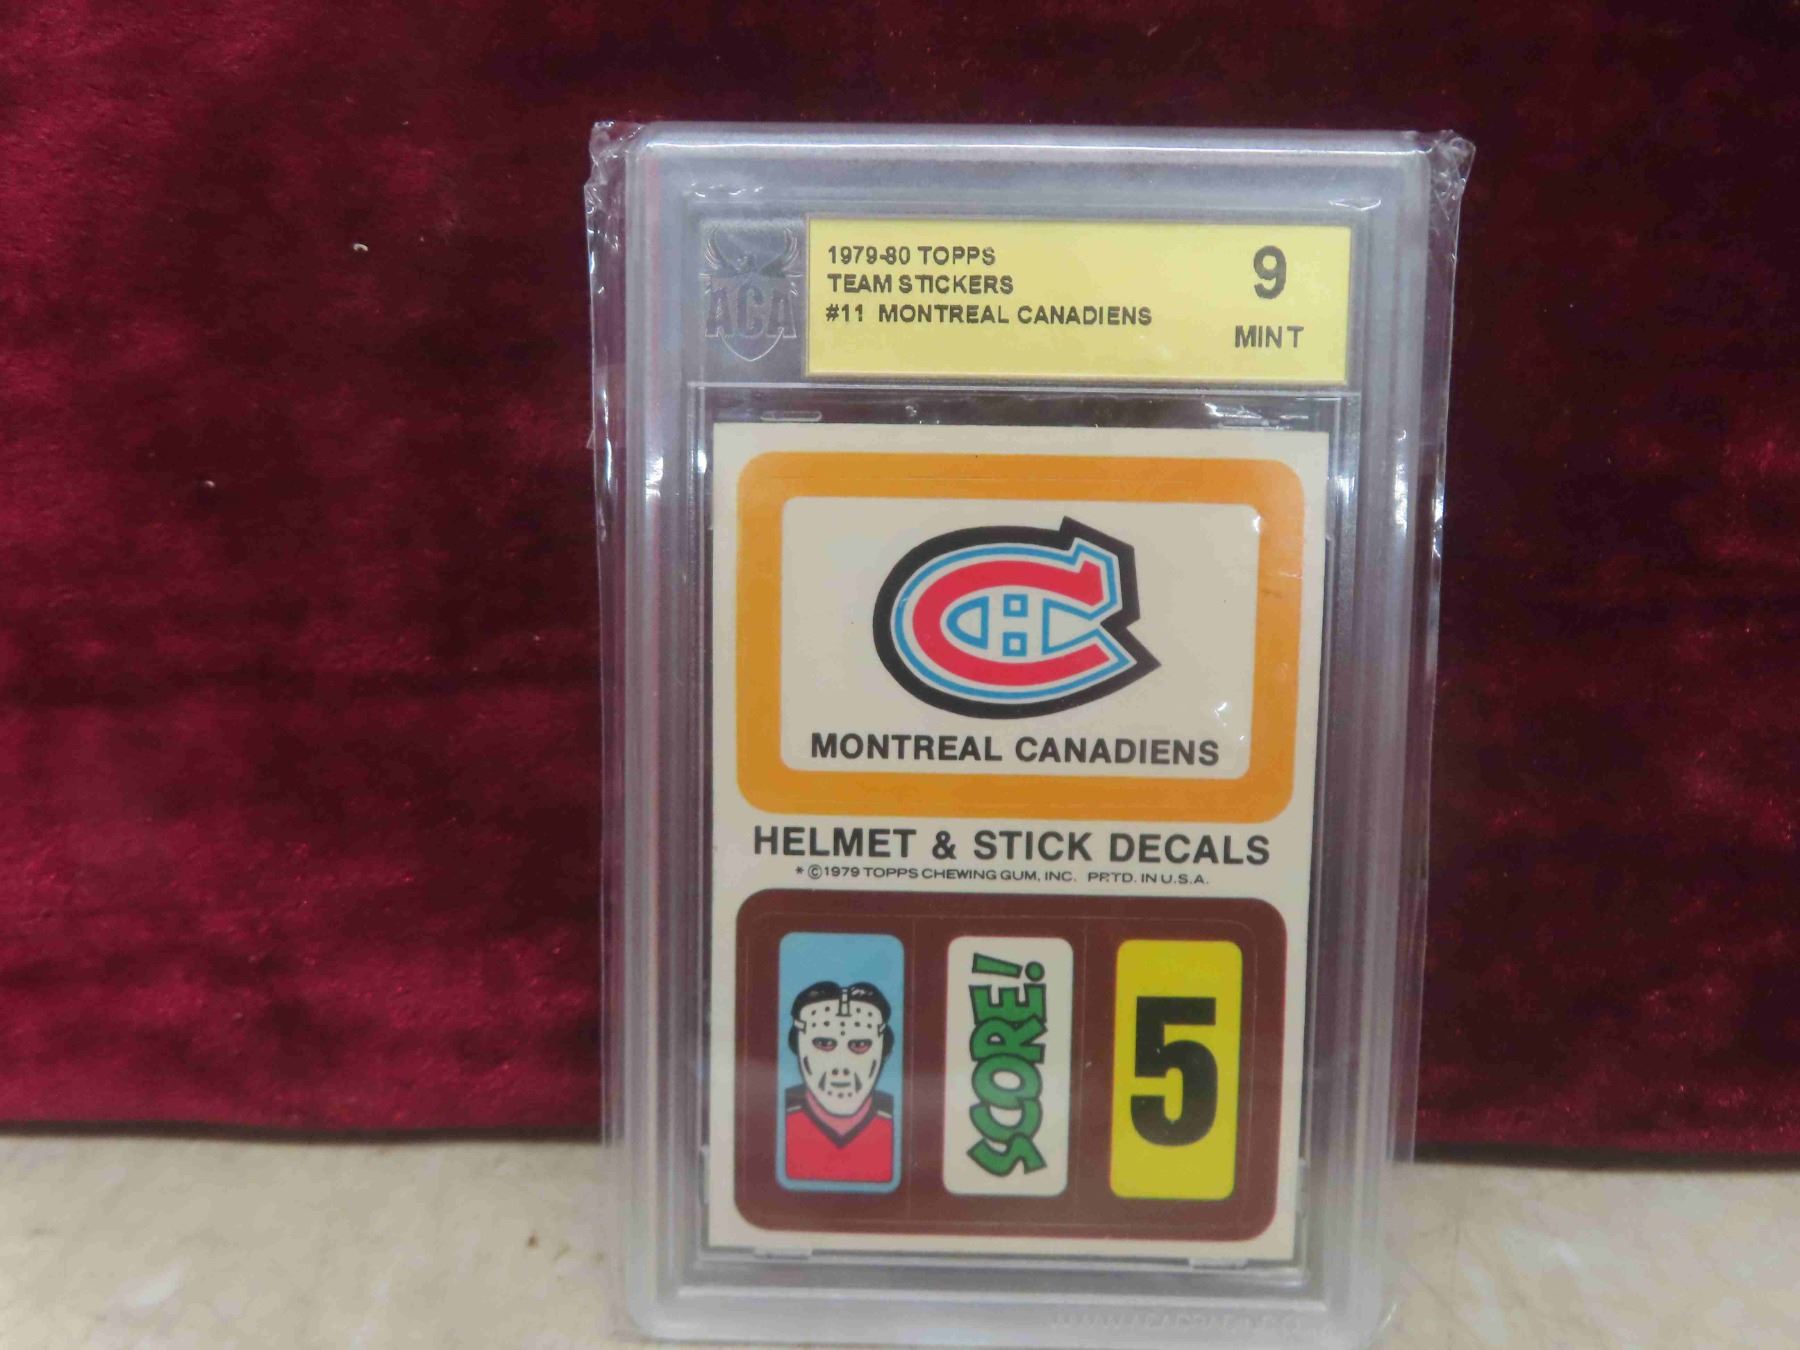 ACA
1979-80 TOPPS
TEAM STICKERS
#11 MONTREAL CANADIENS
9
MINT
MONTREAL CANADIENS
HELMET & STICK DECALS
* ©1979 TOPPS CHEWING GUM, INC. PRTD. IN U.S.A.
SCORE!
5